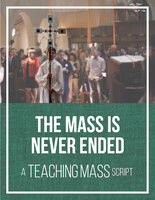 THE MASS IS
NEVER ENDED
A TEACHING MASS SCRIPT